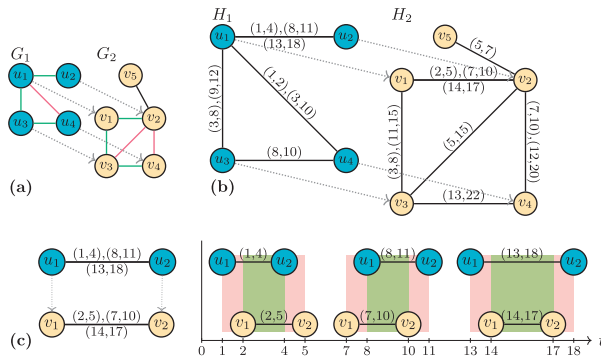 G1 G2
u1 u2 v5
v1 v2
u3 u4
v3 v4
(a)
H1 H2
u1 (1,4),(8,11) u2
(13,18)
v5 (5,7)
v1 (2,5),(7,10) v2
(14,17)
(3,8),(9,12)
(1,2),(3,10)
(3,8),(11,15)
(5,15)
(7,10),(12,20)
u3 (8,10) u4
v3 (13,22) v4
(b)
u1 (1,4),(8,11) u2
(13,18)
v1 (2,5),(7,10) v2
(14,17)
(c)
u1 (1,4) u2 u1 (8,11) u2 u1 (13,18) u2
v1 (2,5) v2 v1 (7,10) v2 v1 (14,17) v2
0 1 2 4 5 7 8 10 11 13 14 17 18 t